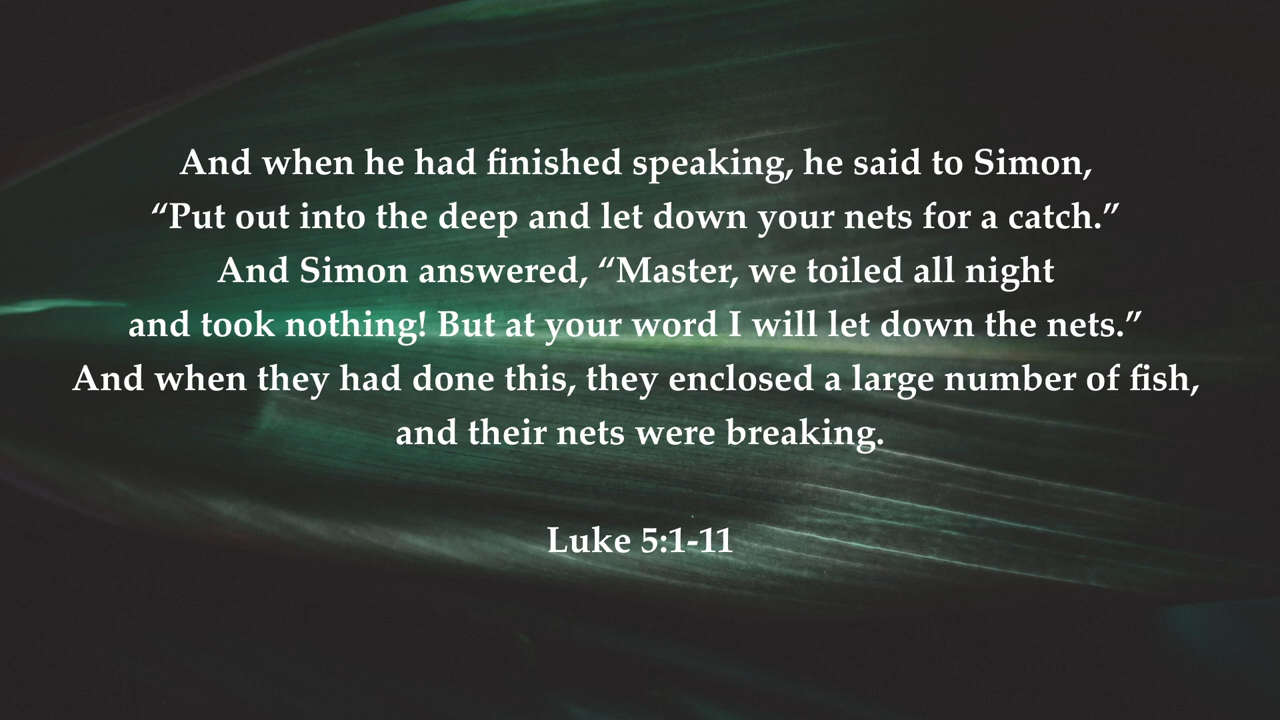 And when he had finished speaking, he said to Simon,
“Put out into the deep and let down your nets for a catch.”
And Simon answered, “Master, we toiled all night
and took nothing! But at your word I will let down the nets.”
And when they had done this, they enclosed a large number of fish,
and their nets were breaking.
Luke 5:1-11